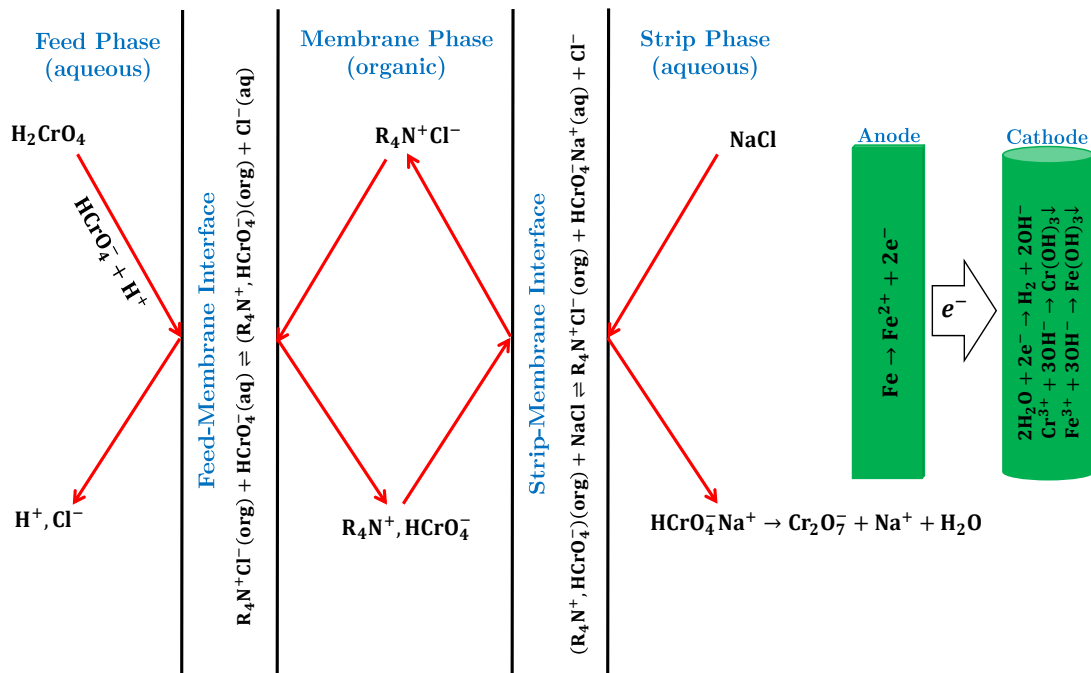 Feed Phase
(aqueous)
H₂CrO₄
HCrO₄⁻ + H⁺
H⁺, Cl⁻
Feed-Membrane Interface
R₄N⁺Cl⁻(org) + HCrO₄⁻(aq) ⇌ (R₄N⁺, HCrO₄⁻)(org) + Cl⁻(aq)
Membrane Phase
(organic)
R₄N⁺Cl⁻
R₄N⁺, HCrO₄⁻
Strip-Membrane Interface
(R₄N⁺, HCrO₄⁻)(org) + NaCl ⇌ R₄N⁺Cl⁻(org) + HCrO₄⁻Na⁺(aq) + Cl⁻
Strip Phase
(aqueous)
NaCl
HCrO₄⁻Na⁺ → Cr₂O₇⁻ + Na⁺ + H₂O
Anode
Fe → Fe²⁺ + 2e⁻
e⁻
Cathode
2H₂O + 2e⁻ → H₂ + 2OH⁻
Cr³⁺ + 3OH⁻ → Cr(OH)₃↓
Fe³⁺ + 3OH⁻ → Fe(OH)₃↓